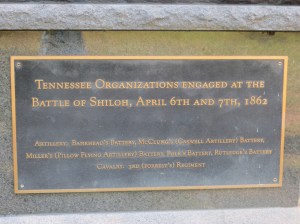 Tennessee Organizations engaged at the
Battle of Shiloh, April 6th and 7th, 1862
Artillery: Bankhead's Battery, McClung's (Caswell Artillery) Battery,
Miller's (Pillow Flying Artillery) Battery, Polk's Battery, Rutledge's Battery
Cavalry: 3rd (Forrest's) Regiment